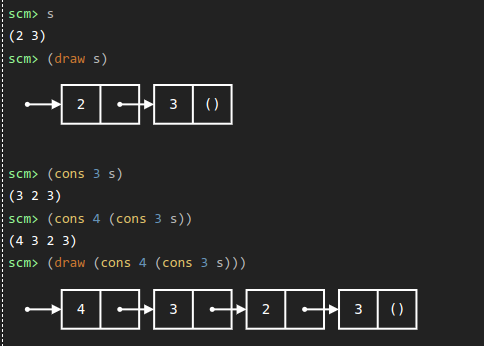 scm> s
(2 3)
scm> (draw s)
2 3 ()
scm> (cons 3 s)
(3 2 3)
scm> (cons 4 (cons 3 s))
(4 3 2 3)
scm> (draw (cons 4 (cons 3 s)))
4 3 2 3 ()